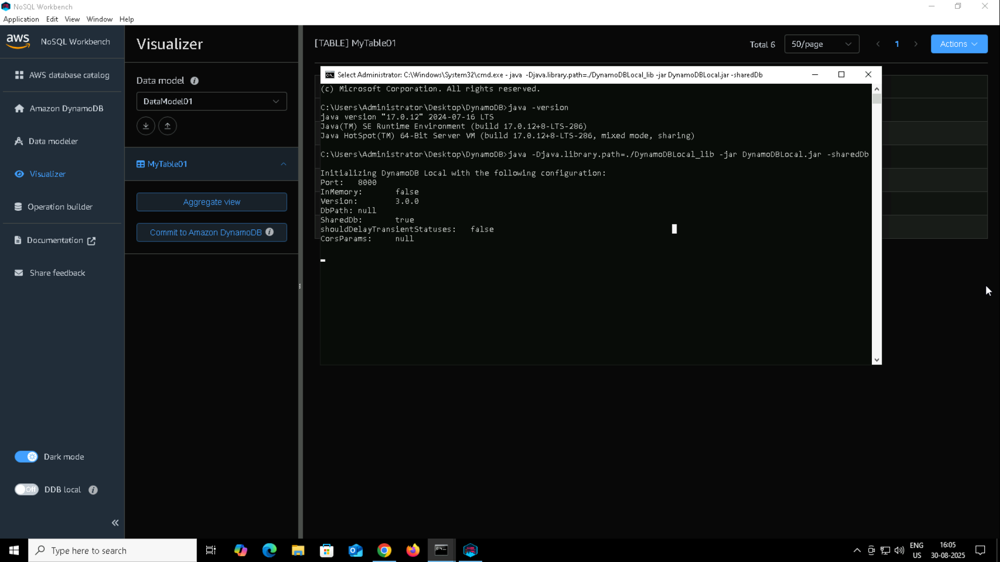 NoSQL Workbench
Application Edit View Window Help
aws NoSQL Workbench
AWS database catalog
Amazon DynamoDB
Data modeler
Visualizer
Operation builder
Documentation
Share feedback
Dark mode
Off DDB local
Visualizer
Data model
DataModel01
MyTable01
Aggregate view
Commit to Amazon DynamoDB
[TABLE] MyTable01
Total 6 50/page 1 Actions
Select Administrator: C:\Windows\System32\cmd.exe - java -Djava.library.path=./DynamoDBLocal_lib -jar DynamoDBLocal.jar -sharedDb
(c) Microsoft Corporation. All rights reserved.
C:\Users\Administrator\Desktop\DynamoDB>java -version
java version "17.0.12" 2024-07-16 LTS
Java(TM) SE Runtime Environment (build 17.0.12+8-LTS-286)
Java HotSpot(TM) 64-Bit Server VM (build 17.0.12+8-LTS-286, mixed mode, sharing)
C:\Users\Administrator\Desktop\DynamoDB>java -Djava.library.path=./DynamoDBLocal_lib -jar DynamoDBLocal.jar -sharedDb
Initializing DynamoDB Local with the following configuration:
Port: 8000
InMemory: false
Version: 3.0.0
DbPath: null
SharedDb: true
shouldDelayTransientStatuses: false
CorsParams: null
Type here to search
ENG
US
16:05
30-08-2025